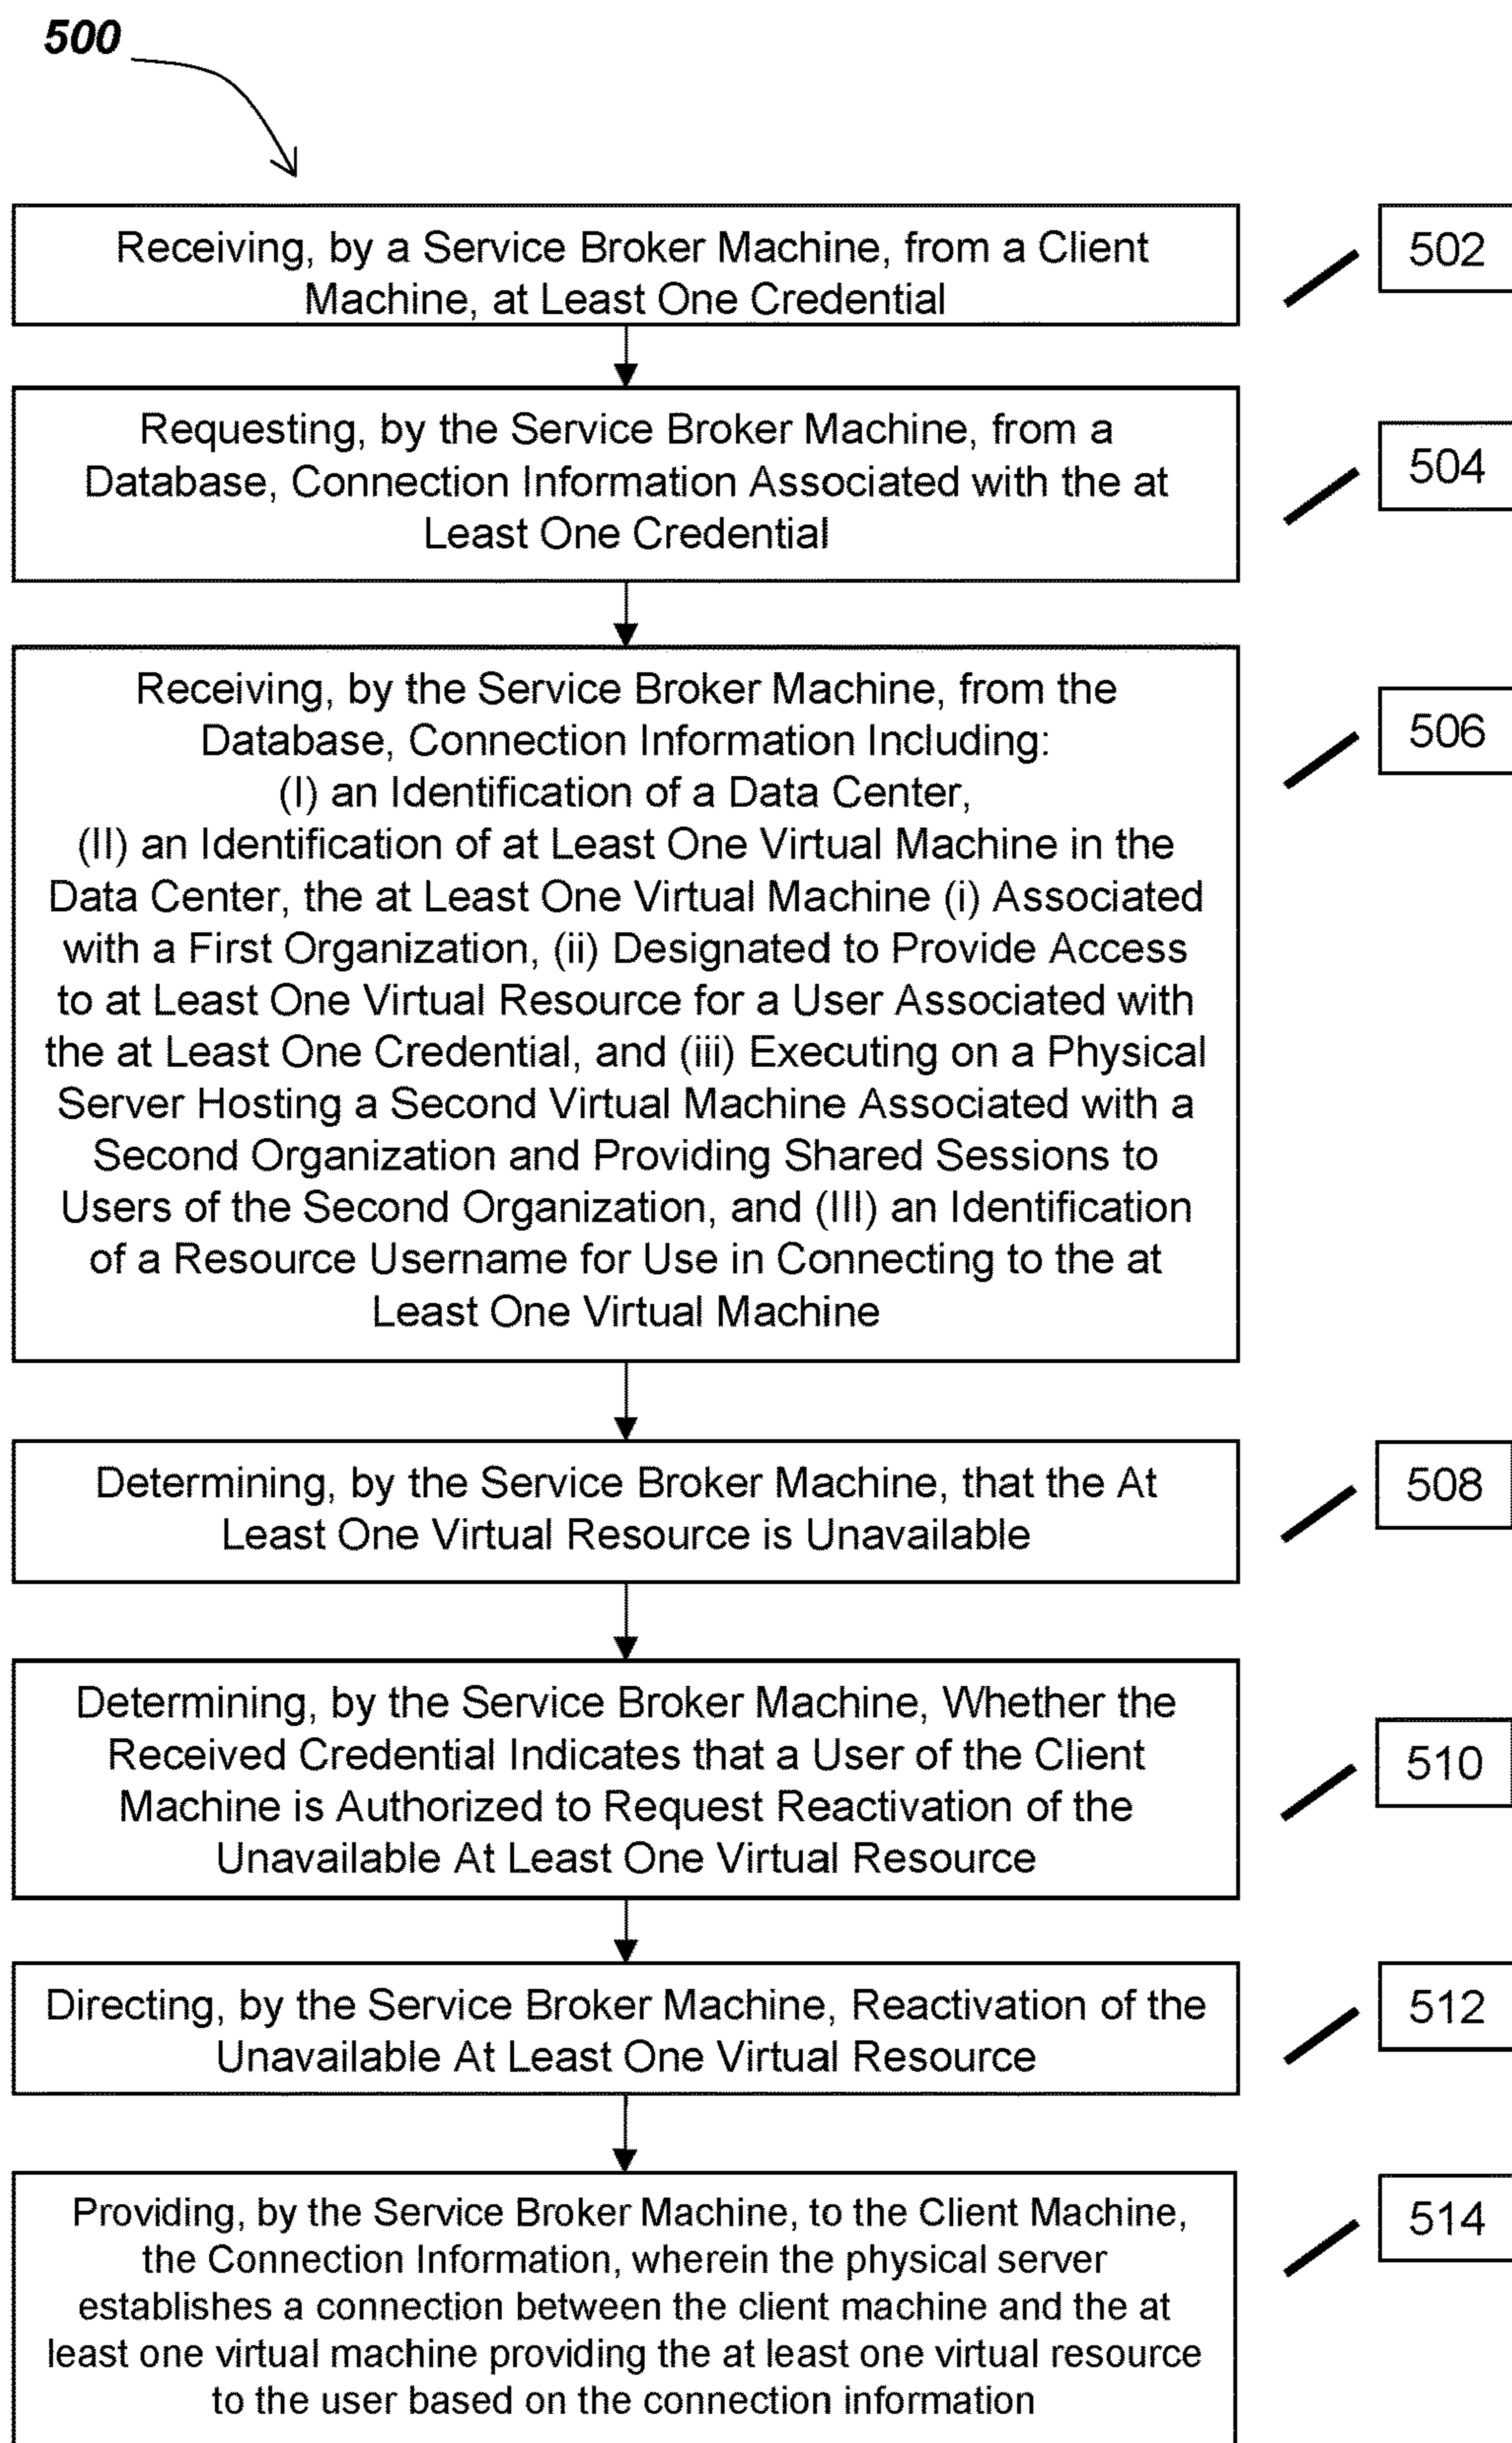 500
Receiving, by a Service Broker Machine, from a Client
Machine, at Least One Credential
502
Requesting, by the Service Broker Machine, from a
Database, Connection Information Associated with the at
Least One Credential
504
Receiving, by the Service Broker Machine, from the
Database, Connection Information Including:
(I) an Identification of a Data Center,
(II) an Identification of at Least One Virtual Machine in the
Data Center, the at Least One Virtual Machine (i) Associated
with a First Organization, (ii) Designated to Provide Access
to at Least One Virtual Resource for a User Associated with
the at Least One Credential, and (iii) Executing on a Physical
Server Hosting a Second Virtual Machine Associated with a
Second Organization and Providing Shared Sessions to
Users of the Second Organization, and (III) an Identification
of a Resource Username for Use in Connecting to the at
Least One Virtual Machine
506
Determining, by the Service Broker Machine, that the At
Least One Virtual Resource is Unavailable
508
Determining, by the Service Broker Machine, Whether the
Received Credential Indicates that a User of the Client
Machine is Authorized to Request Reactivation of the
Unavailable At Least One Virtual Resource
510
Directing, by the Service Broker Machine, Reactivation of the
Unavailable At Least One Virtual Resource
512
Providing, by the Service Broker Machine, to the Client Machine,
the Connection Information, wherein the physical server
establishes a connection between the client machine and the at
least one virtual machine providing the at least one virtual resource
to the user based on the connection information
514